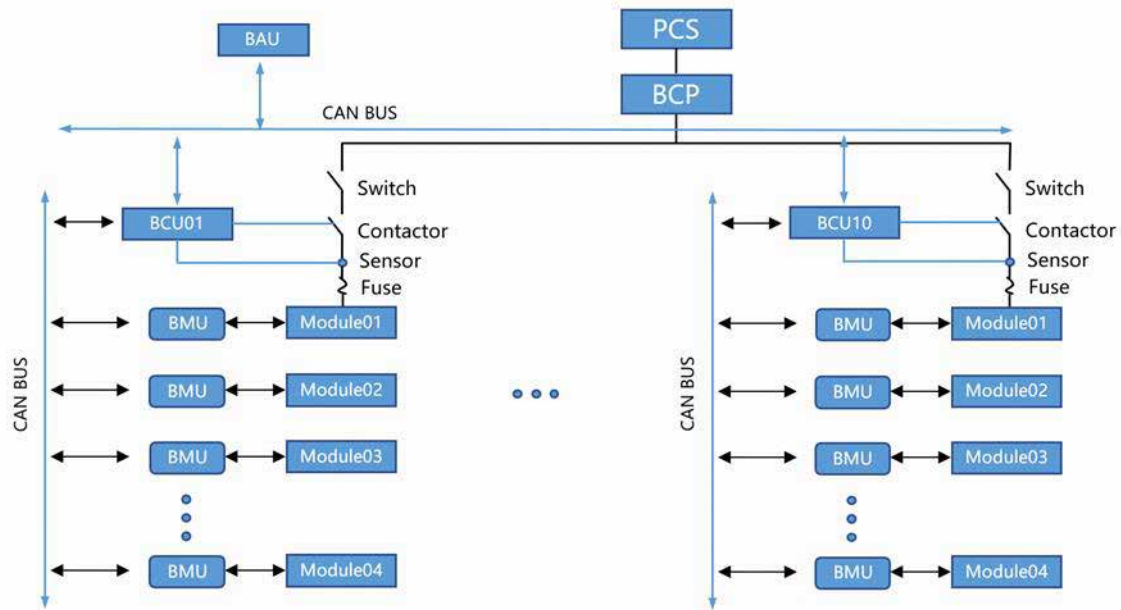 BAU
PCS
BCP
CAN BUS
Switch
Switch
BCU01
Contactor
BCU10
Contactor
Sensor
Sensor
Fuse
Fuse
BMU
Module01
BMU
Module01
CAN BUS
BMU
Module02
CAN BUS
BMU
Module02
BMU
Module03
BMU
Module03
BMU
Module04
BMU
Module04